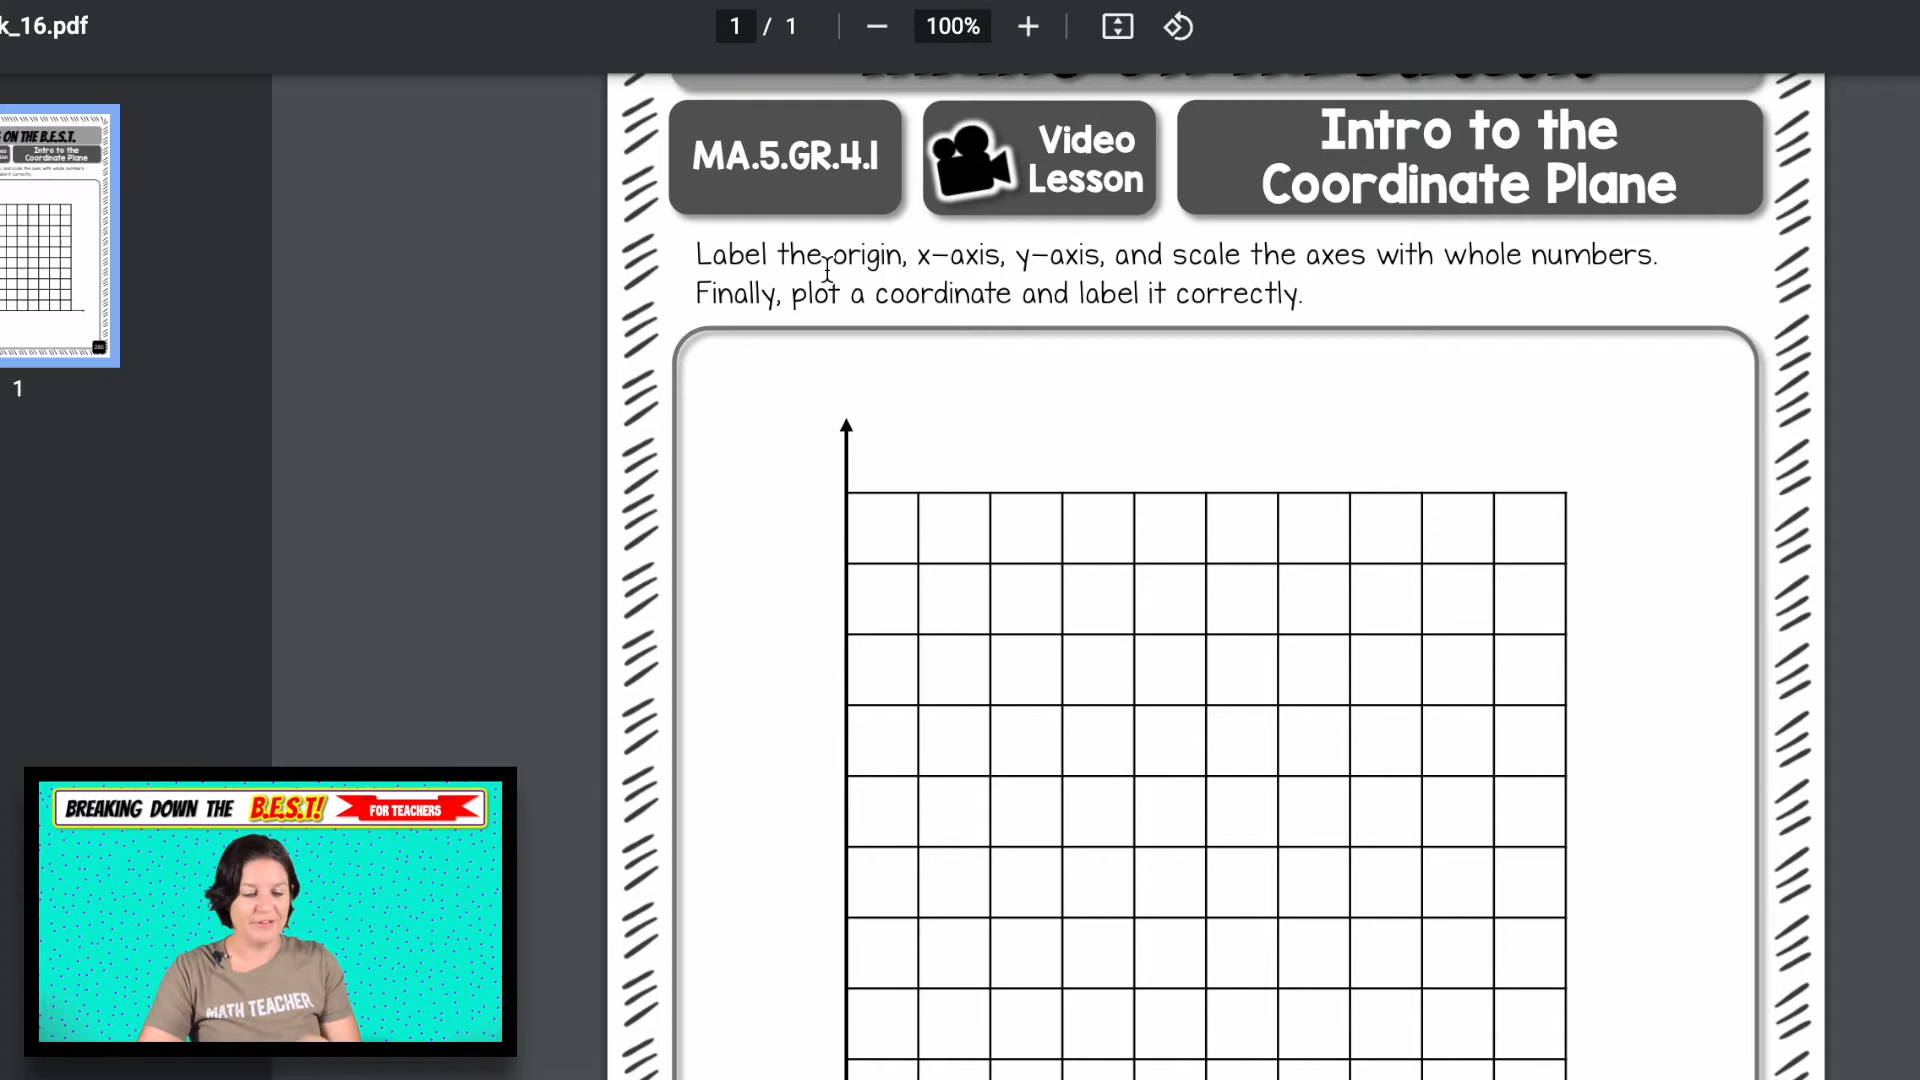 k_16.pdf
1 / 1
100%
MA.5.GR.4.1
Video
Lesson
Intro to the
Coordinate Plane
Label the origin, x-axis, y-axis, and scale the axes with whole numbers.
Finally, plot a coordinate and label it correctly.
ON THE B.E.S.T.
Intro to the
Coordinate Plane
1
BREAKING DOWN THE B.E.S.T! FOR TEACHERS
MATH TEACHER